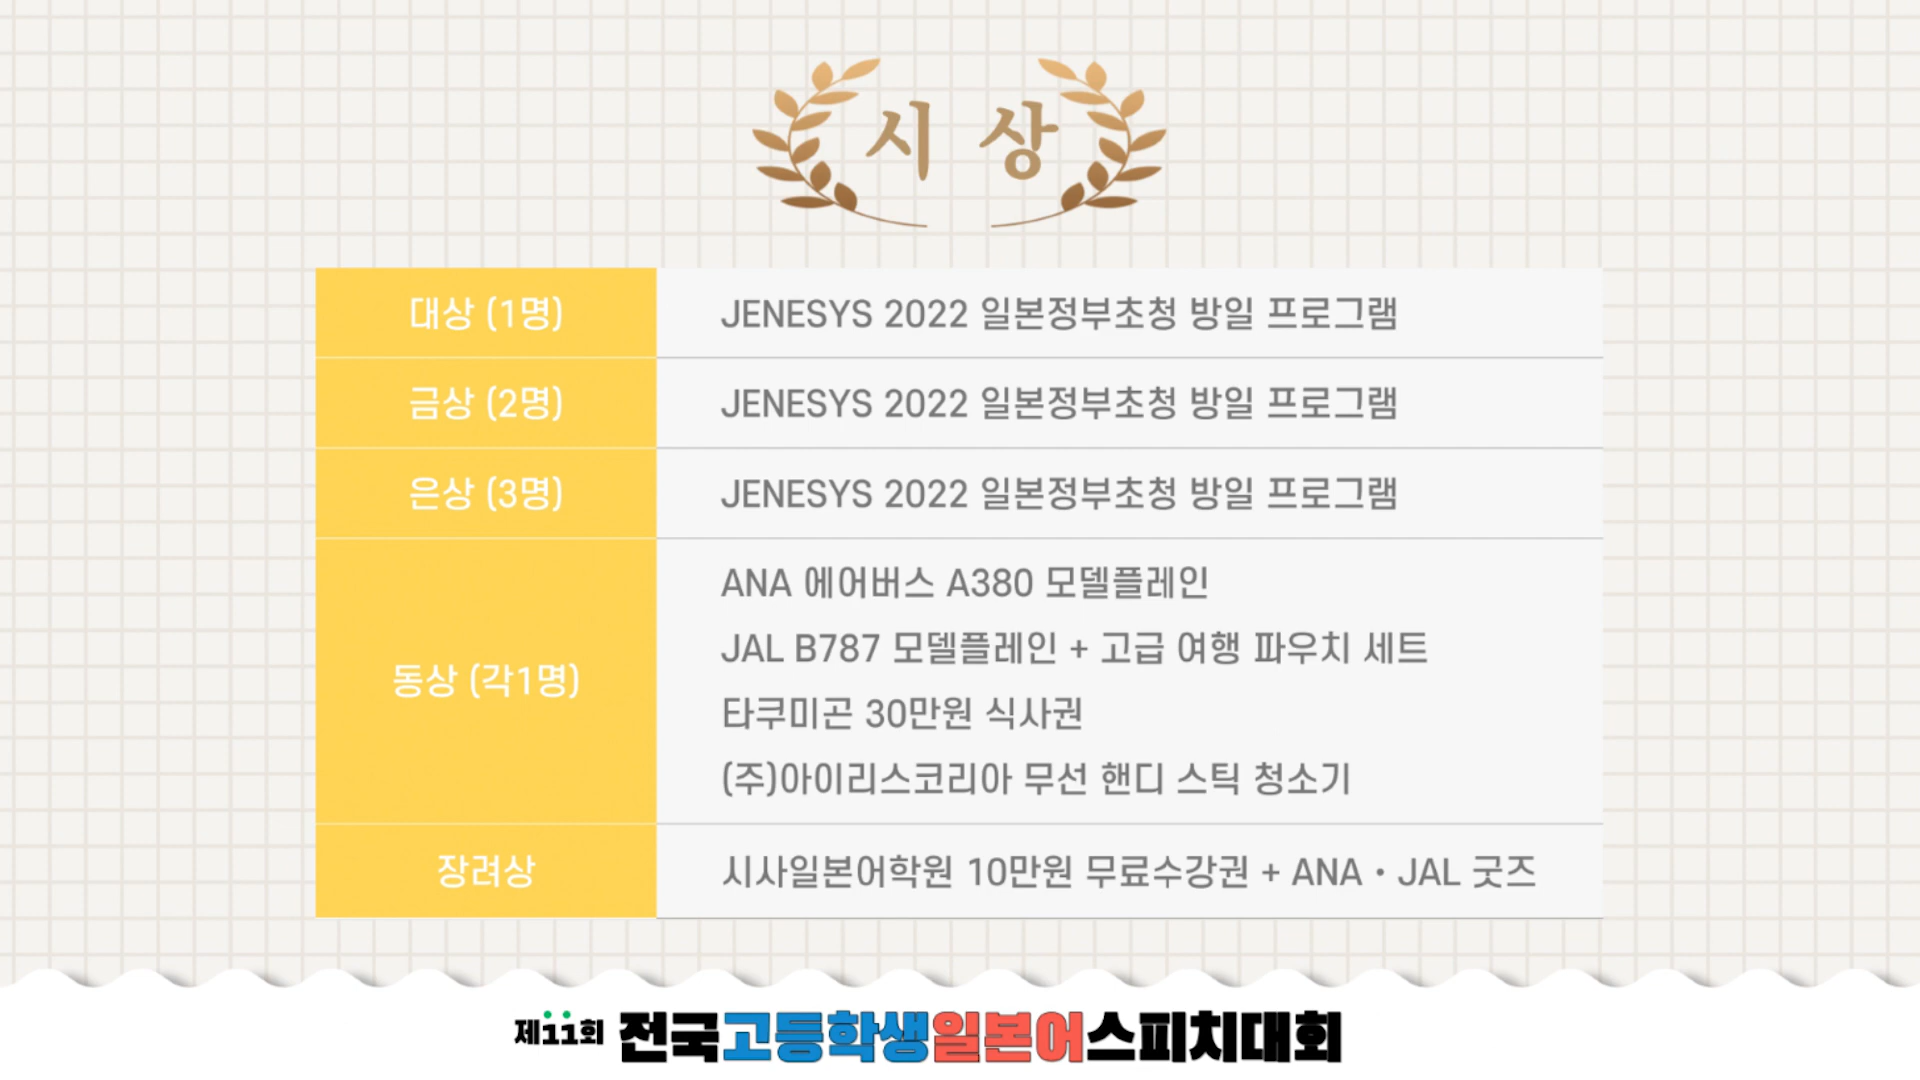 시 상
대상 (1명)
JENESYS 2022 일본정부초청 방일 프로그램
금상 (2명)
JENESYS 2022 일본정부초청 방일 프로그램
은상 (3명)
JENESYS 2022 일본정부초청 방일 프로그램
동상 (각1명)
ANA 에어버스 A380 모델플레인
JAL B787 모델플레인 + 고급 여행 파우치 세트
타쿠미곤 30만원 식사권
(주)아이리스코리아 무선 핸디 스틱 청소기
장려상
시사일본어학원 10만원 무료수강권 + ANA・JAL 굿즈
제11회 전국고등학생일본어스피치대회